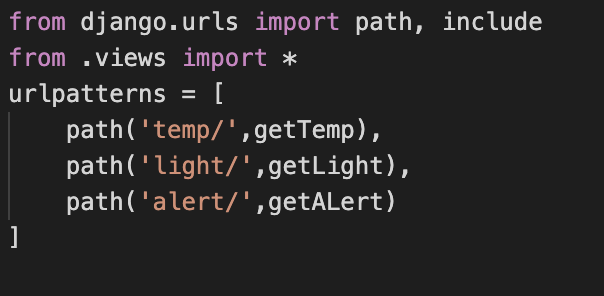 from django.urls import path, include
from .views import *
urlpatterns = [
    path('temp/',getTemp),
    path('light/',getLight),
    path('alert/',getALert)
]